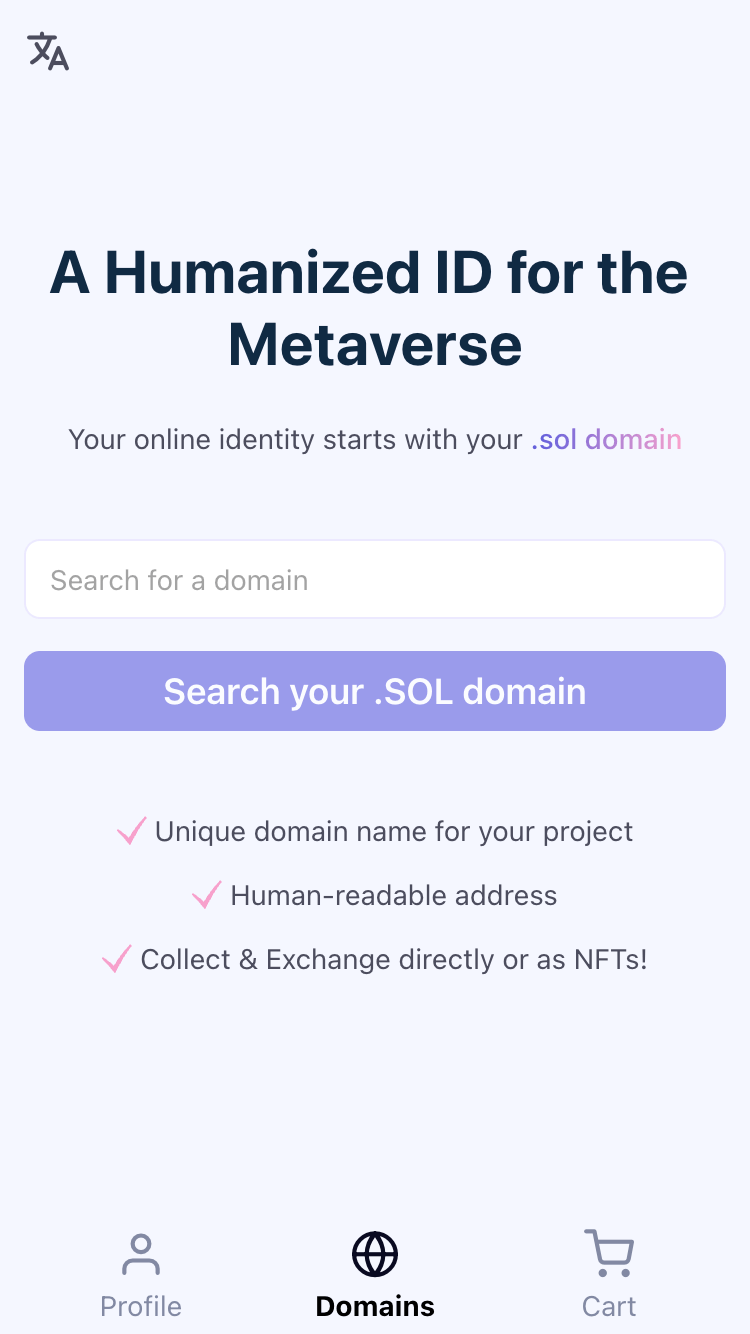 A Humanized ID for the
Metaverse
Your online identity starts with your .sol domain
Search for a domain
Search your .SOL domain
Unique domain name for your project
Human-readable address
Collect & Exchange directly or as NFTs!
Profile
Domains
Cart